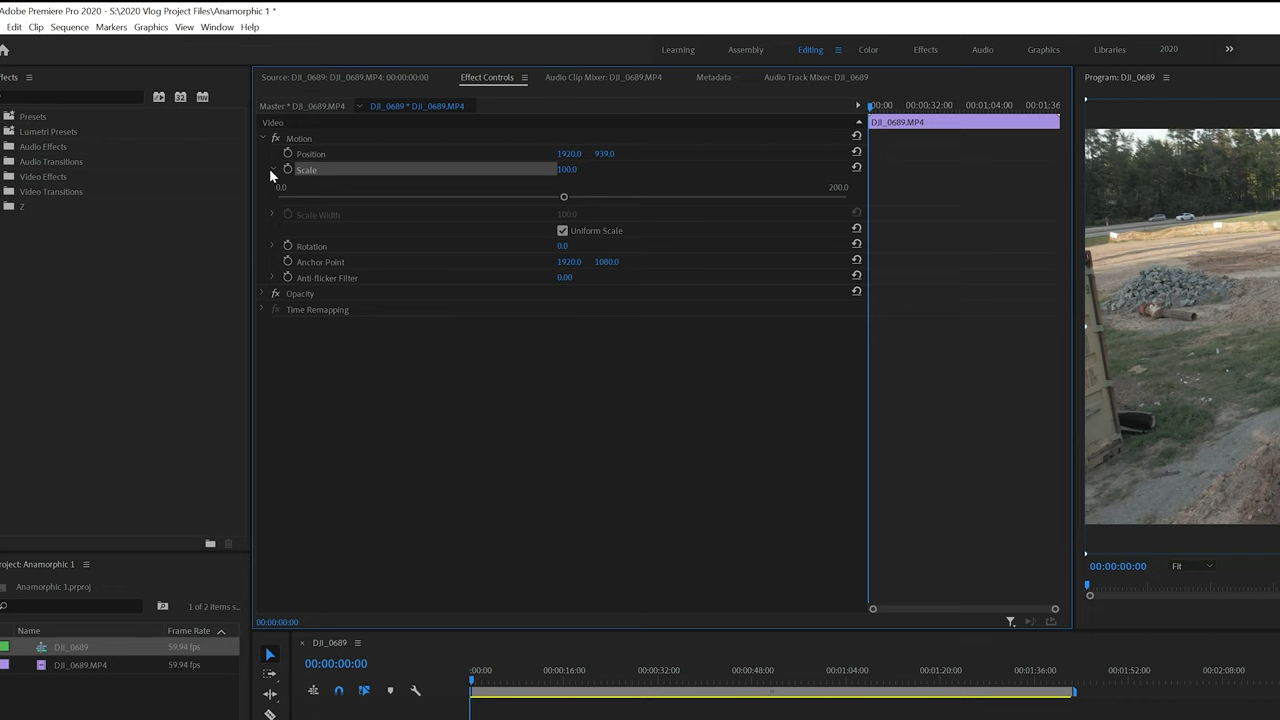 Adobe Premiere Pro 2020 - S:\2020 Vlog Project Files\Anamorphic 1 *
Edit Clip Sequence Markers Graphics View Window Help
Learning Assembly Editing Color Effects Audio Graphics Libraries 2020
ffects
Source: DJI_0689: DJI_0689.MP4: 00:00:00:00 Effect Controls Audio Clip Mixer: DJI_0689 Metadata Audio Track Mixer: DJI_0689
Program: DJI_0689
Master * DJI_0689.MP4 DJI_0689 * DJI_0689.MP4
:00:00 00:00:32:00 00:01:04:00 00:01:36
Presets
Lumetri Presets
Audio Effects
Audio Transitions
Video Effects
Video Transitions
Z
Video
DJI_0689.MP4
Motion
Position 1920.0 939.0
Scale 100.0
0.0 200.0
Scale Width 100.0
Uniform Scale
Rotation 0.0
Anchor Point 1920.0 1080.0
Anti-flicker Filter 0.00
Opacity
Time Remapping
00:00:00:00 Fit
00:00:00:00
roject: Anamorphic 1
Anamorphic 1.prproj
1 of 2 items s...
Name Frame Rate
DJI_0689 59.94 fps
DJI_0689.MP4 59.94 fps
DJI_0689
00:00:00:00
:00:00 00:00:16:00 00:00:32:00 00:00:48:00 00:01:04:00 00:01:20:00 00:01:36:00 00:01:52:00 00:02:08:00